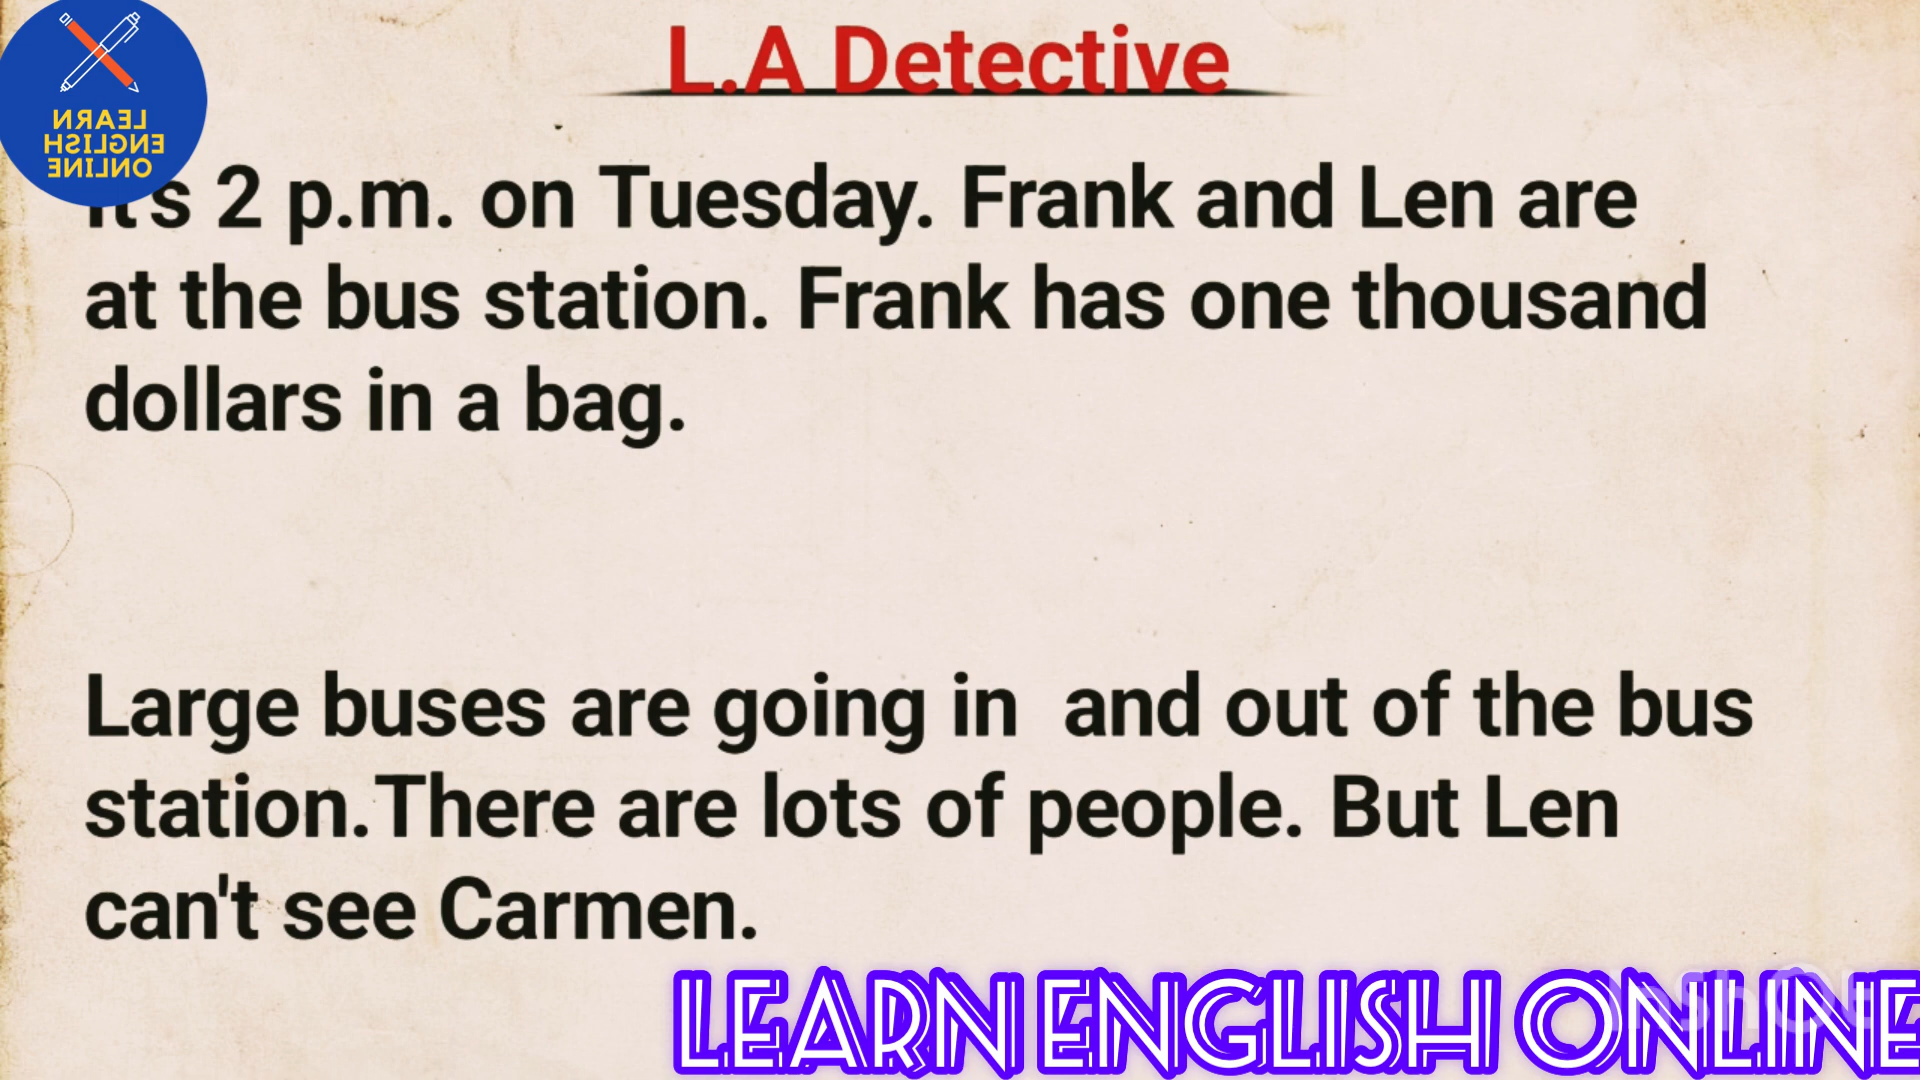 L.A Detective
LEARN
ENGLISH
ONLINE
It's 2 p.m. on Tuesday. Frank and Len are
at the bus station. Frank has one thousand
dollars in a bag.
Large buses are going in and out of the bus
station.There are lots of people. But Len
can't see Carmen.
LEARN ENGLISH ONLINE
InShOt